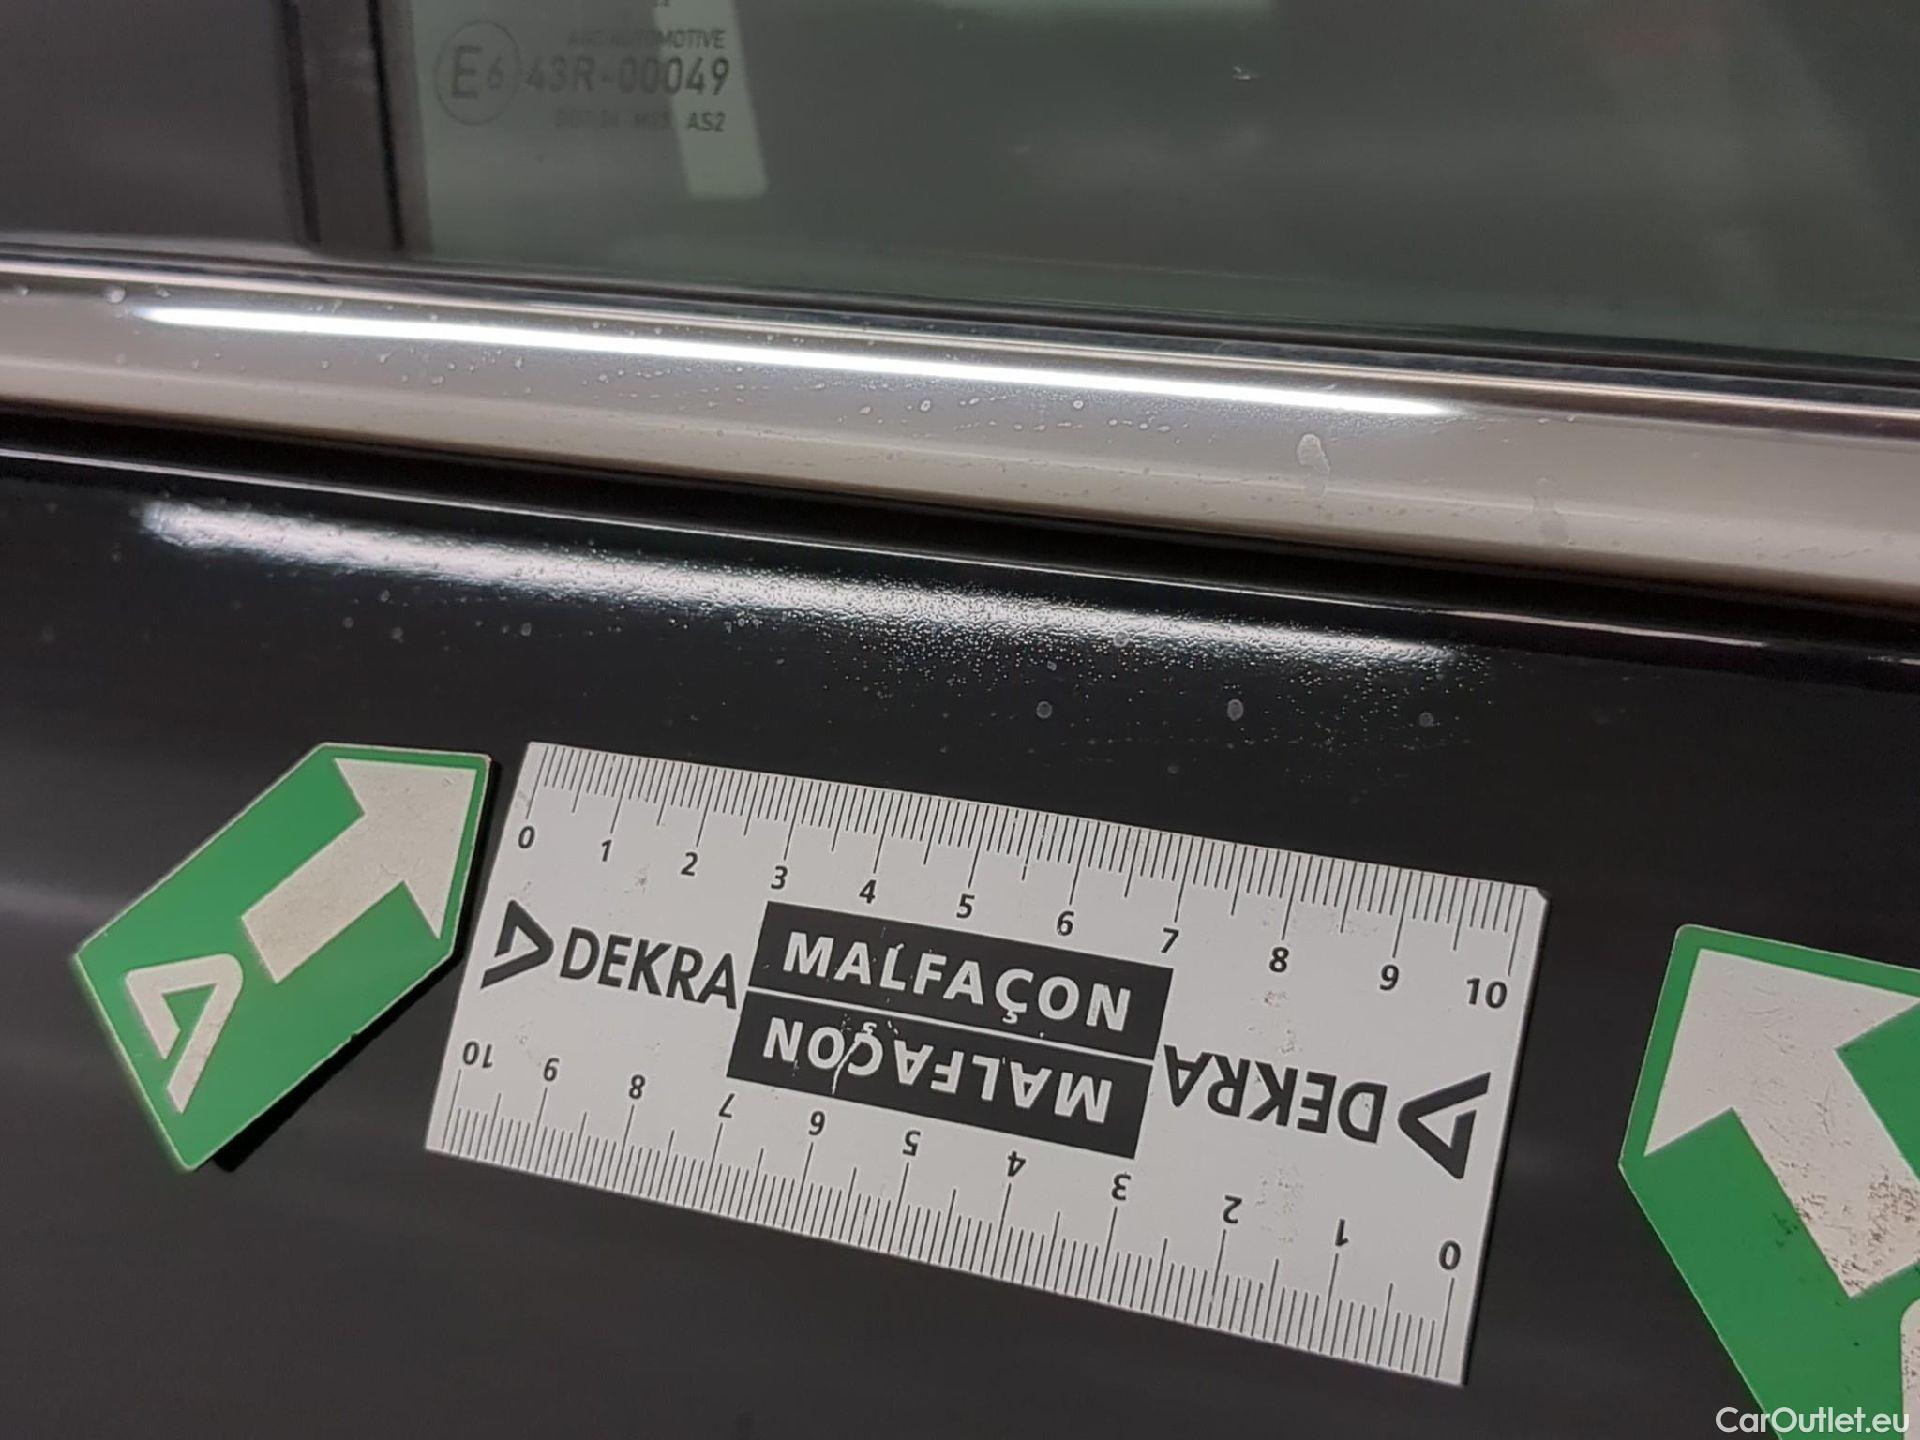 AUTOMOTIVE
E6 43R-00049
AS2
0 1 2 3 4 5 6 7 8 9 10
DEKRA MALFAÇON
MALFAÇON DEKRA
10 9 8 7 6 5 4 3 2 1 0
CarOutlet.eu